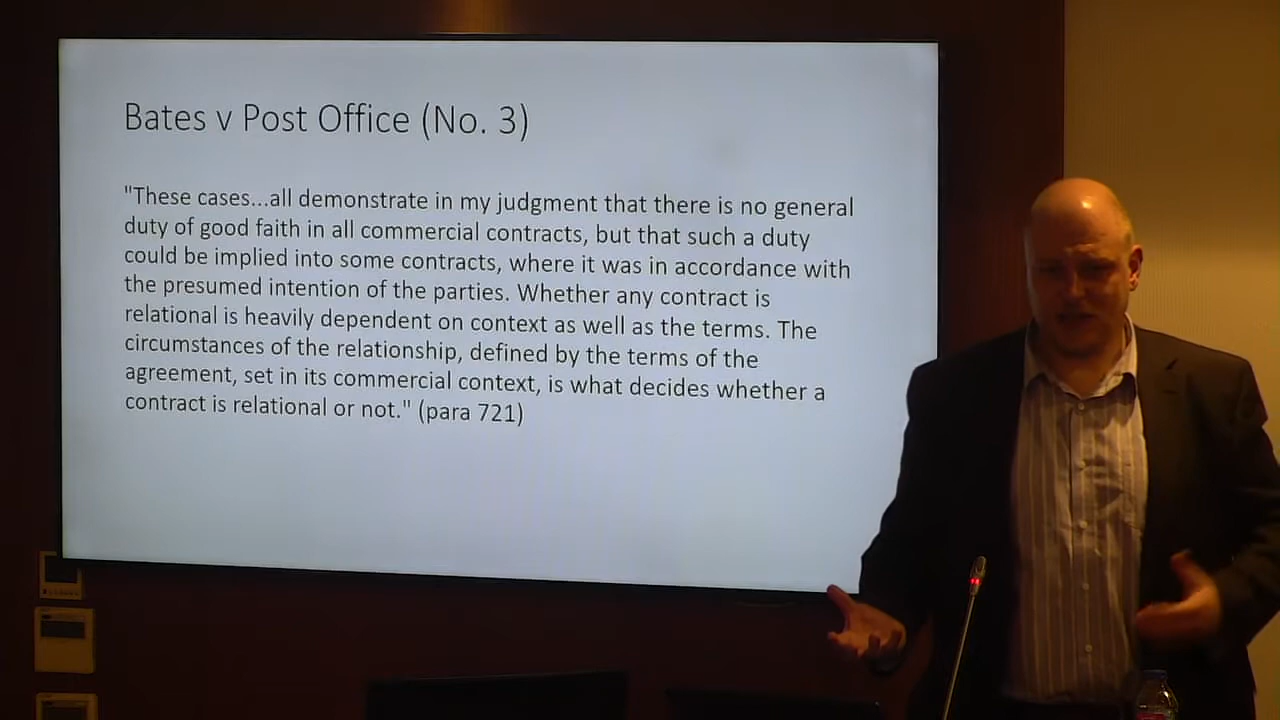 Bates v Post Office (No. 3)
"These cases...all demonstrate in my judgment that there is no general
duty of good faith in all commercial contracts, but that such a duty
could be implied into some contracts, where it was in accordance with
the presumed intention of the parties. Whether any contract is
relational is heavily dependent on context as well as the terms. The
circumstances of the relationship, defined by the terms of the
agreement, set in its commercial context, is what decides whether a
contract is relational or not." (para 721)